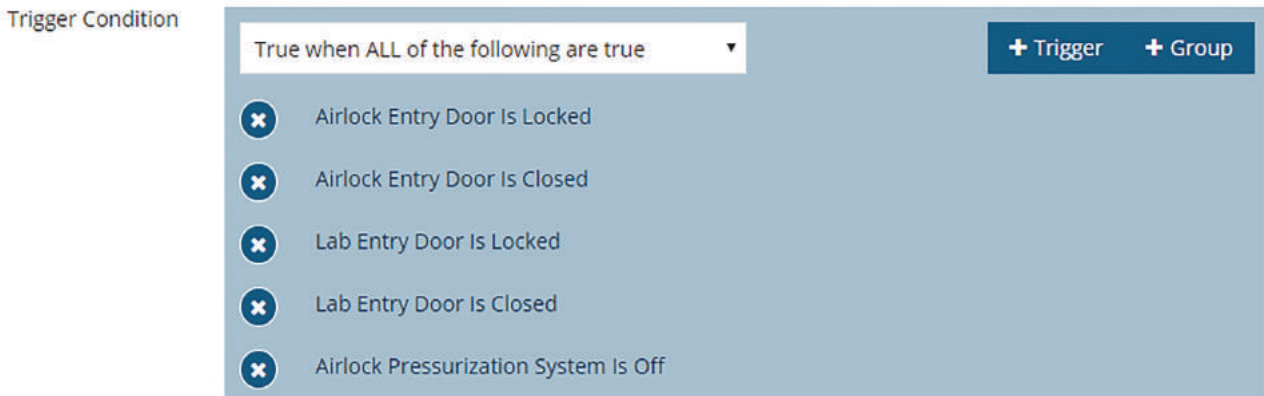 Trigger Condition
True when ALL of the following are true
+ Trigger + Group
Airlock Entry Door Is Locked
Airlock Entry Door Is Closed
Lab Entry Door Is Locked
Lab Entry Door Is Closed
Airlock Pressurization System Is Off